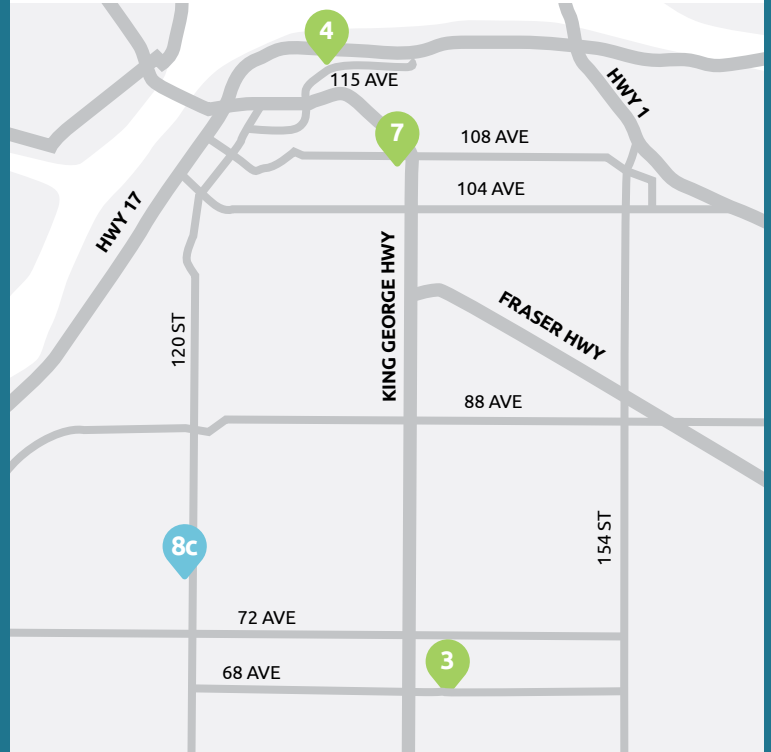 4
115 AVE
HWY 1
7
108 AVE
104 AVE
HWY 17
KING GEORGE HWY
FRASER HWY
120 ST
88 AVE
154 ST
8c
72 AVE
3
68 AVE